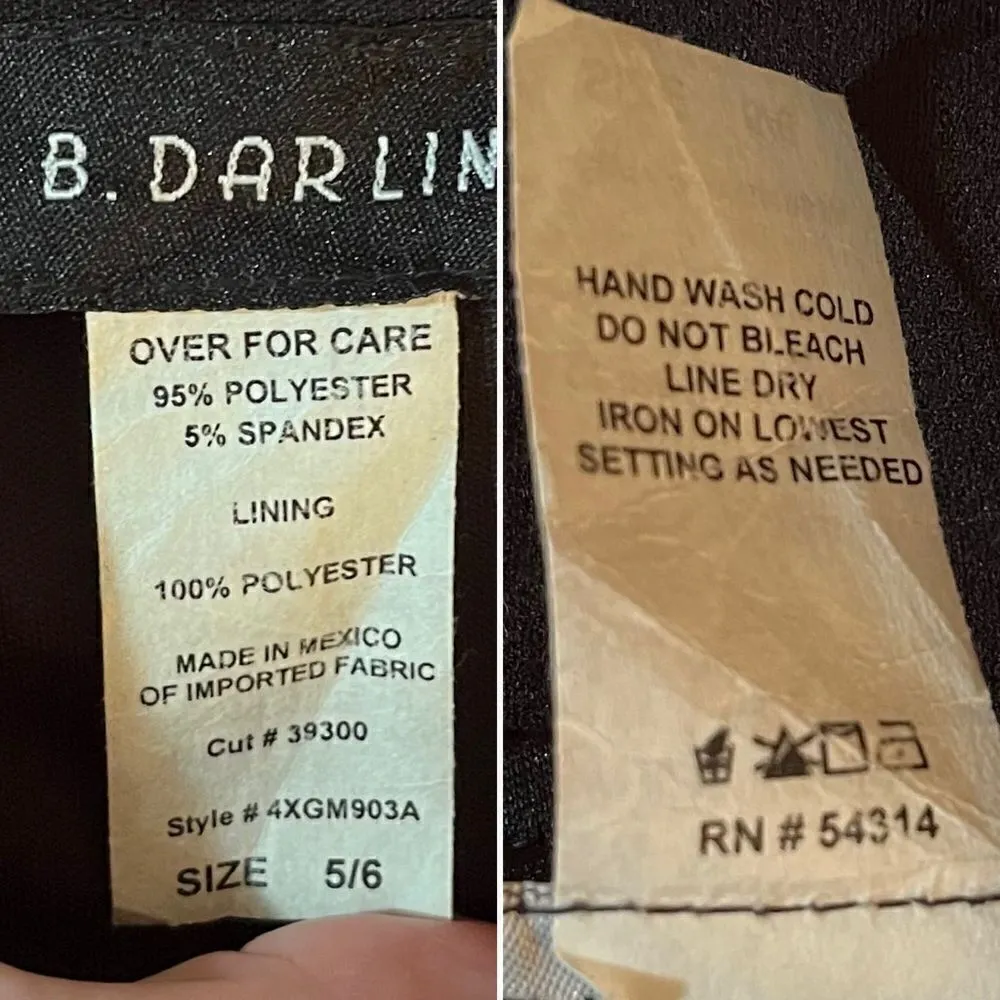 B. DARLIN
OVER FOR CARE
95% POLYESTER
5% SPANDEX
LINING
100% POLYESTER
MADE IN MEXICO
OF IMPORTED FABRIC
Cut # 39300
Style # 4XGM903A
SIZE 5/6
HAND WASH COLD
DO NOT BLEACH
LINE DRY
IRON ON LOWEST
SETTING AS NEEDED
RN # 54314